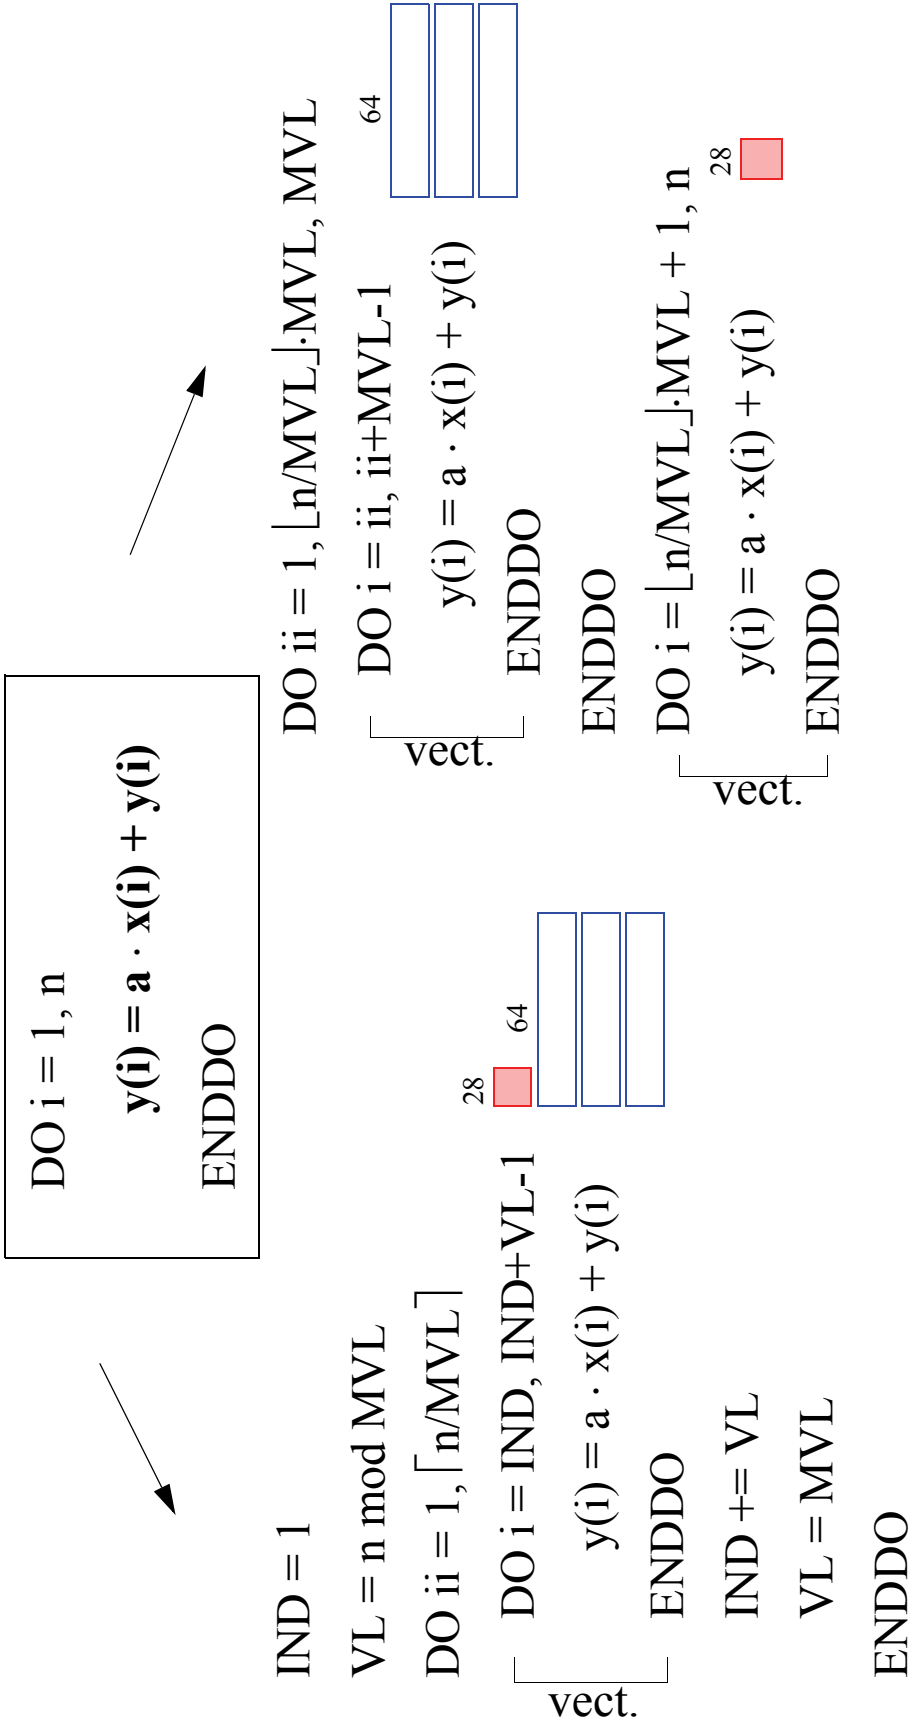 DO i = 1, n
y(i) = a · x(i) + y(i)
ENDDO
IND = 1
VL = n mod MVL
DO ii = 1, ⌈n/MVL⌉
DO i = IND, IND+VL-1
y(i) = a · x(i) + y(i)
ENDDO
IND += VL
VL = MVL
ENDDO
vect.
28
64
DO ii = 1, ⌊n/MVL⌋·MVL, MVL
DO i = ii, ii+MVL-1
y(i) = a · x(i) + y(i)
ENDDO
ENDDO
vect.
64
DO i = ⌊n/MVL⌋·MVL + 1, n
y(i) = a · x(i) + y(i)
ENDDO
vect.
28